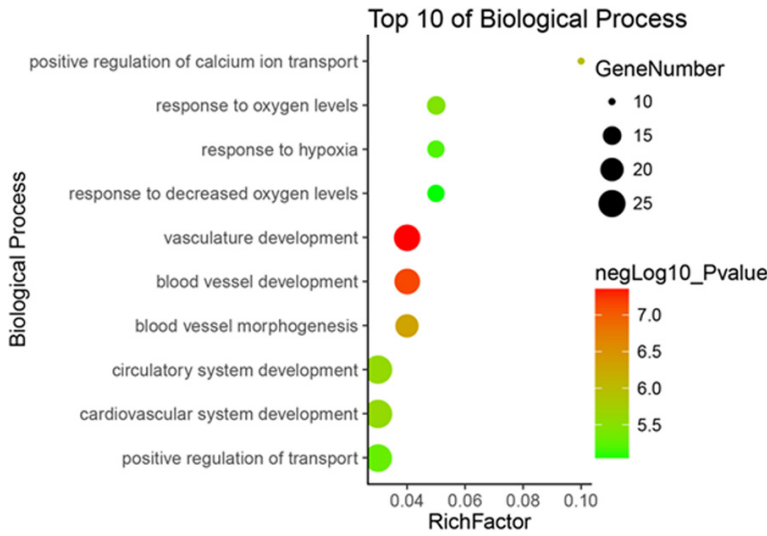 Top 10 of Biological Process
positive regulation of calcium ion transport
response to oxygen levels
response to hypoxia
response to decreased oxygen levels
vasculature development
blood vessel development
blood vessel morphogenesis
circulatory system development
cardiovascular system development
positive regulation of transport
Biological Process
0.04 0.06 0.08 0.10
RichFactor
GeneNumber
10
15
20
25
negLog10_Pvalue
7.0
6.5
6.0
5.5